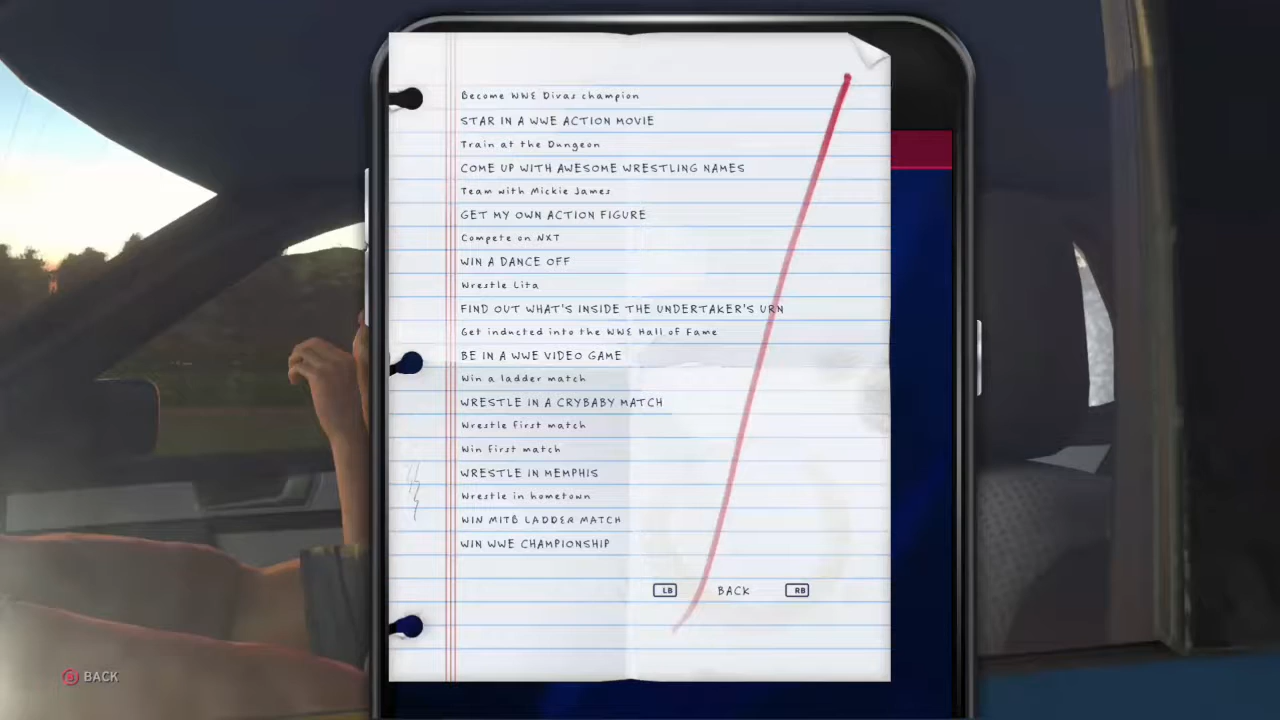 Become WWE Divas champion
STAR IN A WWE ACTION MOVIE
Train at the Dungeon
COME UP WITH AWESOME WRESTLING NAMES
Team with Mickie James
GET MY OWN ACTION FIGURE
Compete on NXT
WIN A DANCE OFF
Wrestle Lita
FIND OUT WHAT'S INSIDE THE UNDERTAKER'S URN
Get inducted into the WWE Hall of Fame
BE IN A WWE VIDEO GAME
Win a ladder match
WRESTLE IN A CRYBABY MATCH
Wrestle first match
Win first match
WRESTLE IN MEMPHIS
Wrestle in hometown
WIN MITB LADDER MATCH
WIN WWE CHAMPIONSHIP
LB BACK RB
B BACK